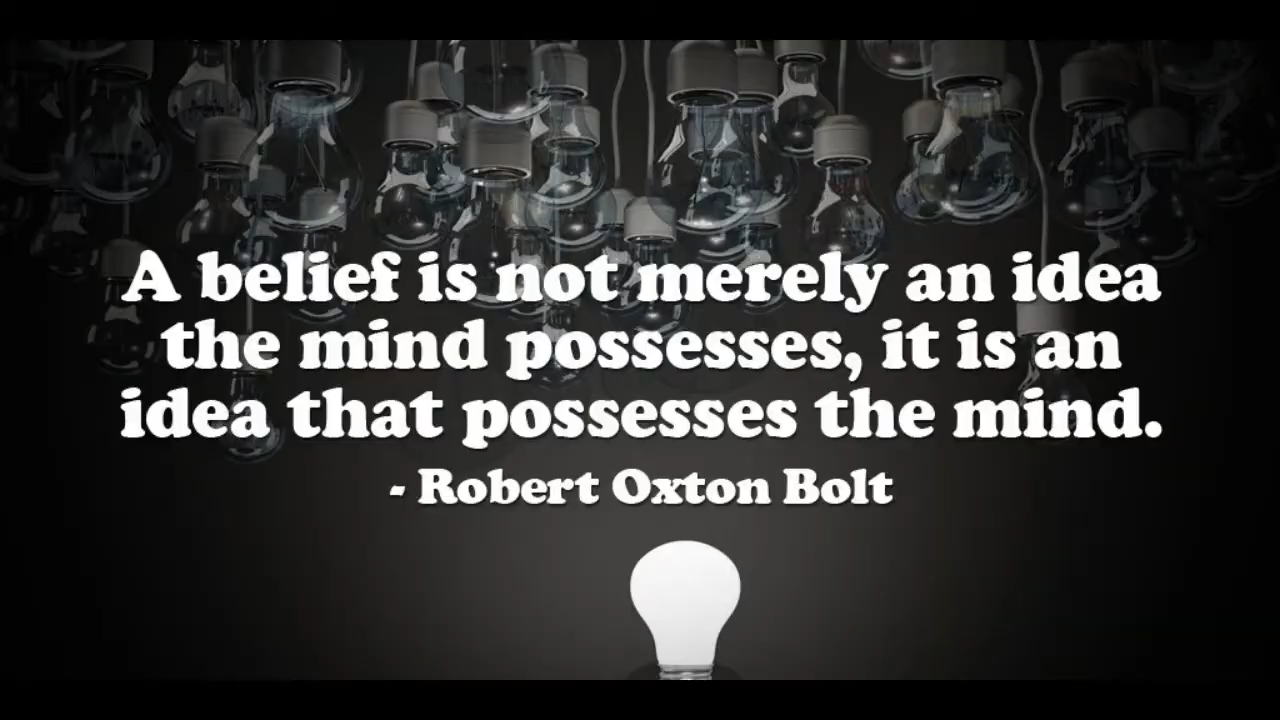 A belief is not merely an idea
the mind possesses, it is an
idea that possesses the mind.
- Robert Oxton Bolt